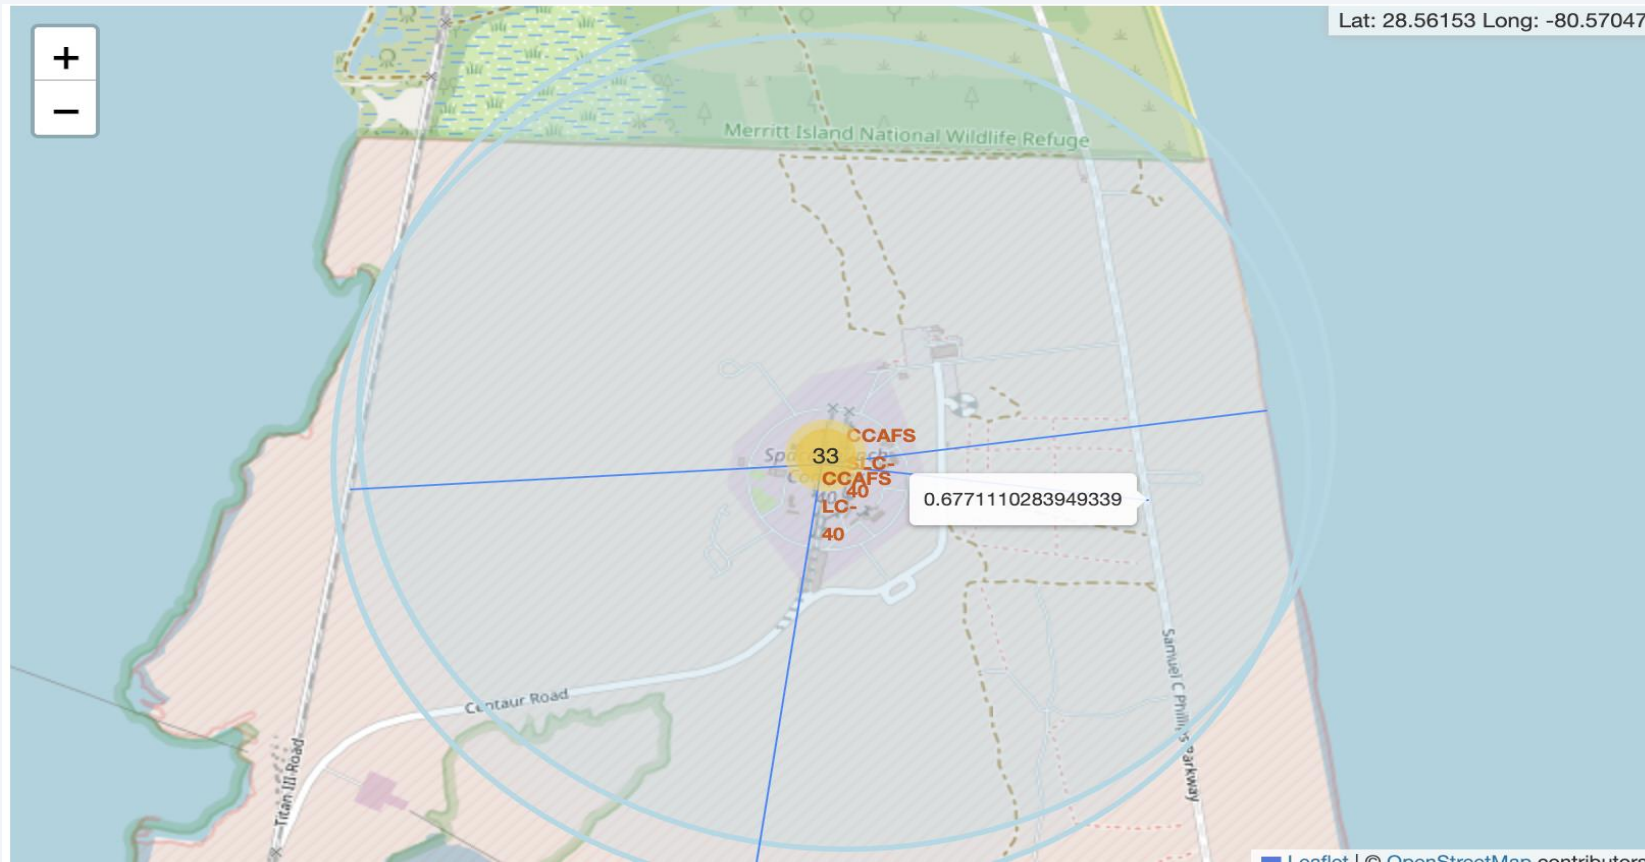 Lat: 28.56153 Long: -80.57047
+
−
Merritt Island National Wildlife Refuge
33
CCAFS
SLC-
40
CCAFS
LC-
40
0.6771110283949339
Centaur Road
Titan III Road
Samuel C Phillips Parkway
Leaflet | © OpenStreetMap contributors